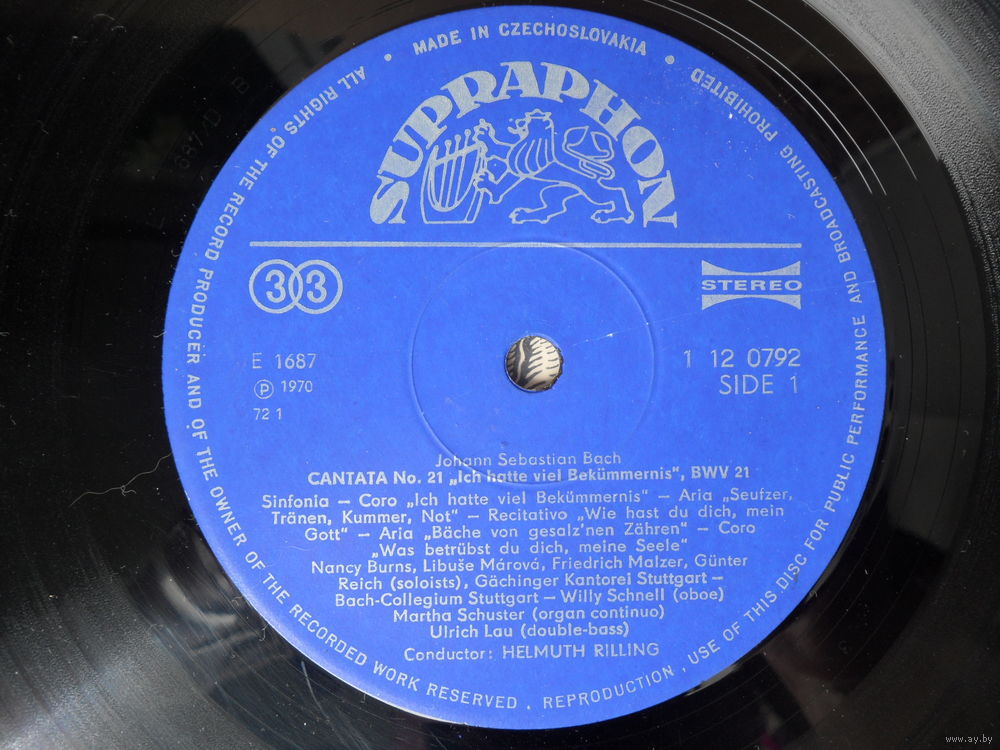 MADE IN CZECHOSLOVAKIA • ALL RIGHTS OF THE RECORD PRODUCER AND OF THE OWNER OF THE RECORDED WORK RESERVED . REPRODUCTION , USE OF THIS DISC FOR PUBLIC PERFORMANCE AND BROADCASTING PROHIBITED •
SUPRAPHON
33
STEREO
E 1687
Ⓟ 1970
72 1
1 12 0792
SIDE 1
Johann Sebastian Bach
CANTATA No. 21 „Ich hatte viel Bekümmernis“, BWV 21
Sinfonia – Coro „Ich hatte viel Bekümmernis“ – Aria „Seufzer,
Tränen, Kummer, Not“ – Recitativo „Wie hast du dich, mein
Gott“ – Aria „Bäche von gesalz'nen Zähren“ – Coro
„Was betrübst du dich, meine Seele“
Nancy Burns, Libuše Márová, Friedrich Malzer, Günter
Reich (soloists), Gächinger Kantorei Stuttgart –
Bach-Collegium Stuttgart – Willy Schnell (oboe)
Martha Schuster (organ continuo)
Ulrich Lau (double-bass)
Conductor: HELMUTH RILLING
www.ay.by